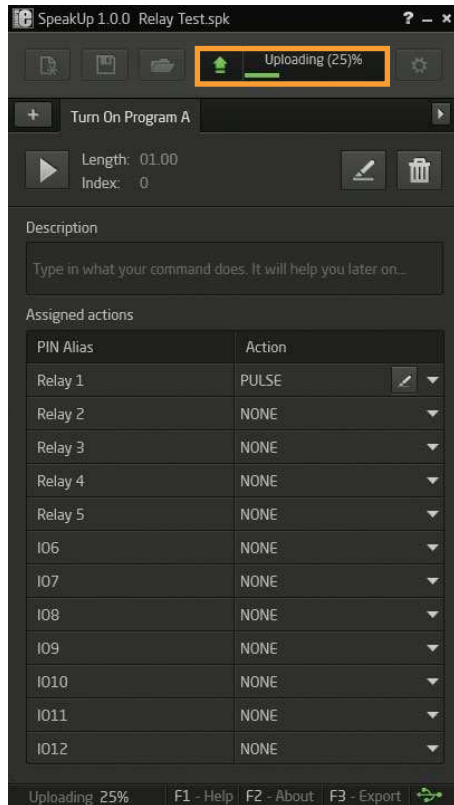 SpeakUp 1.0.0 Relay Test.spk ? – ×
Uploading (25)%
+ Turn On Program A
Length: 01.00
Index: 0
Description
Type in what your command does. It will help you later on...
Assigned actions
PIN Alias Action
Relay 1 PULSE
Relay 2 NONE
Relay 3 NONE
Relay 4 NONE
Relay 5 NONE
IO6 NONE
IO7 NONE
IO8 NONE
IO9 NONE
IO10 NONE
IO11 NONE
IO12 NONE
Uploading 25% F1 - Help F2 - About F3 - Export